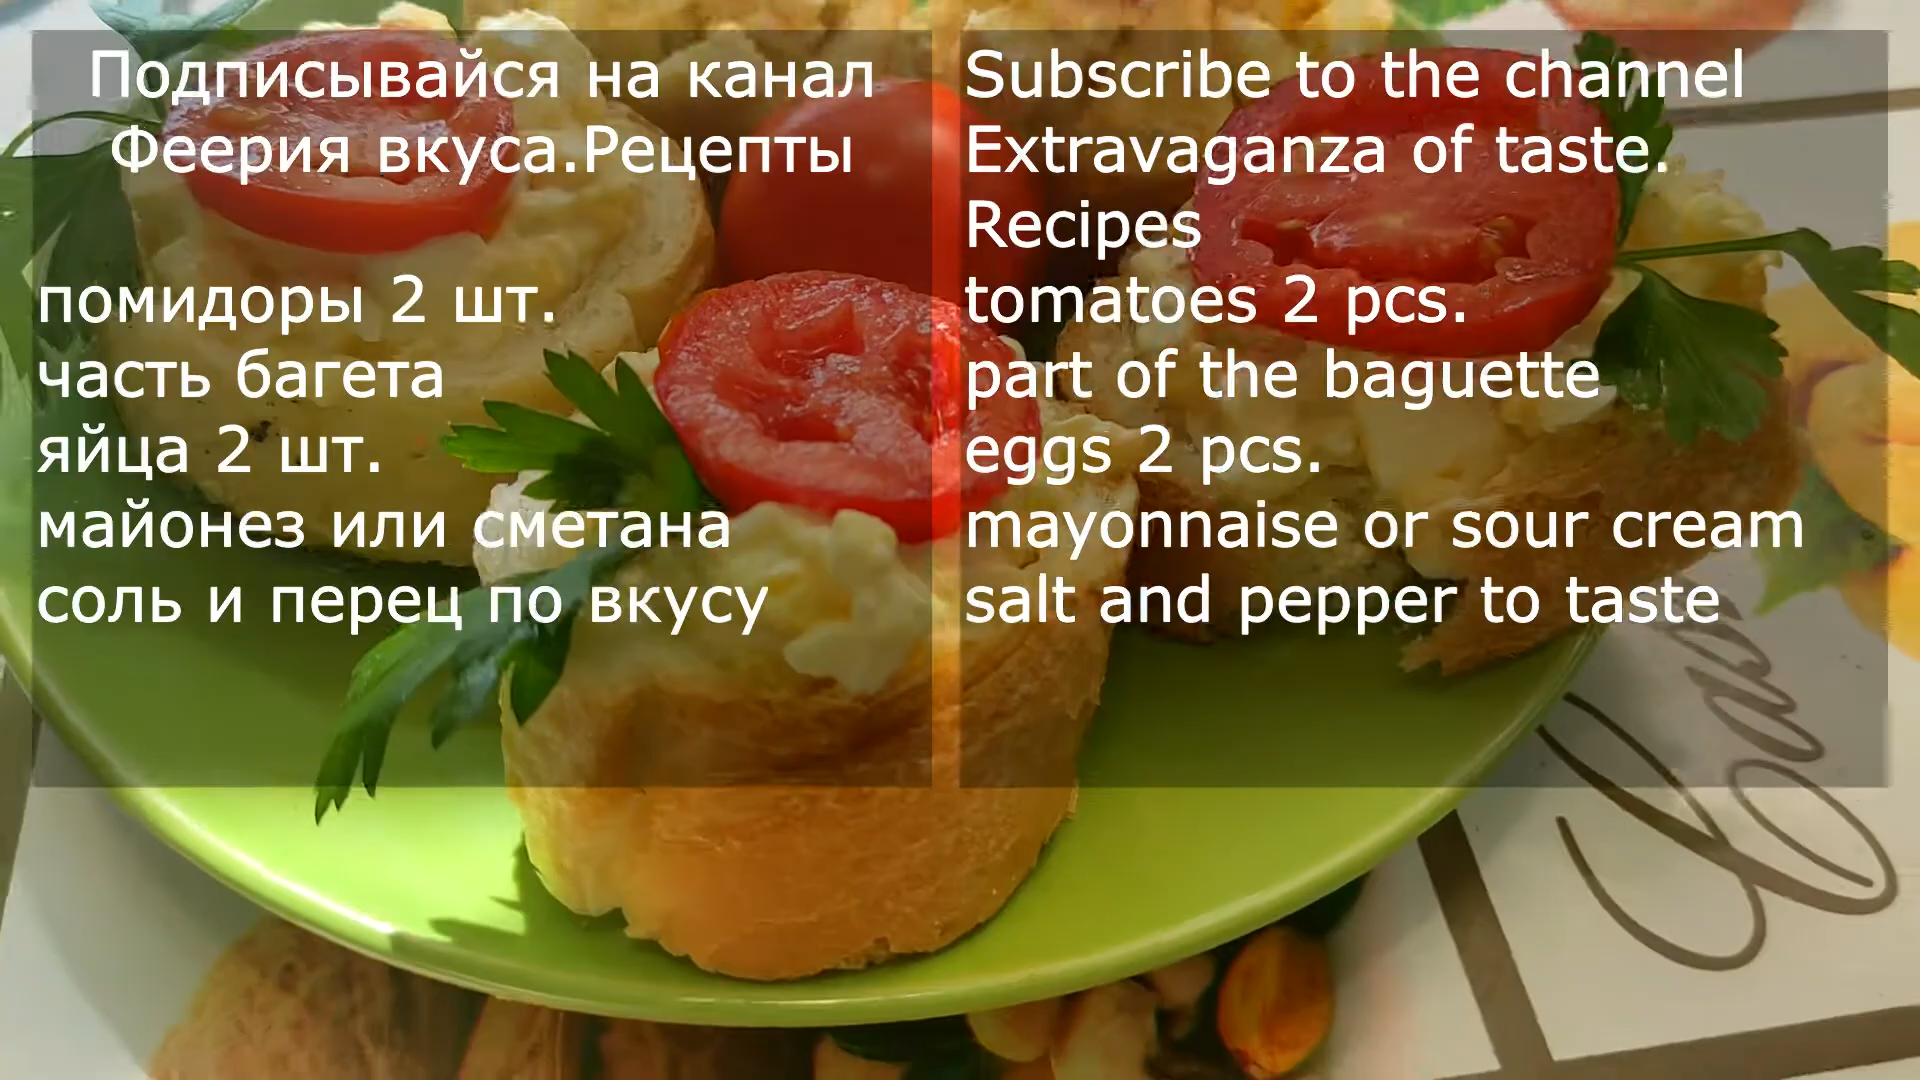 Подписывайся на канал
Феерия вкуса.Рецепты
помидоры 2 шт.
часть багета
яйца 2 шт.
майонез или сметана
соль и перец по вкусу
Subscribe to the channel
Extravaganza of taste.
Recipes
tomatoes 2 pcs.
part of the baguette
eggs 2 pcs.
mayonnaise or sour cream
salt and pepper to taste